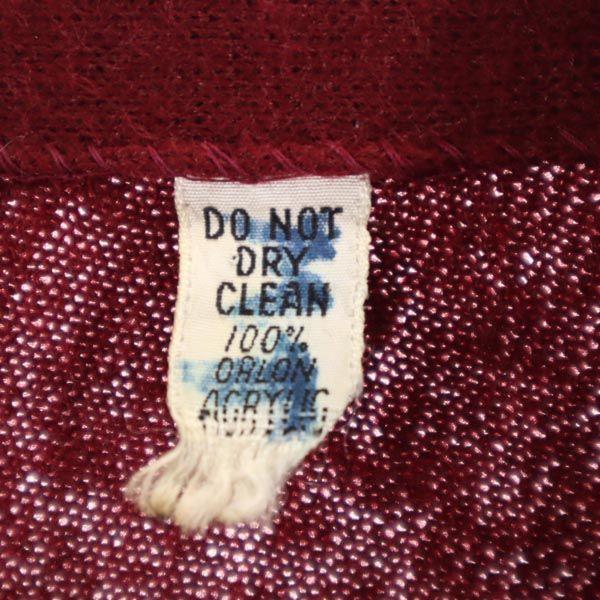 DO NOT
DRY
CLEAN
100%
ORLON
ACRYLIC